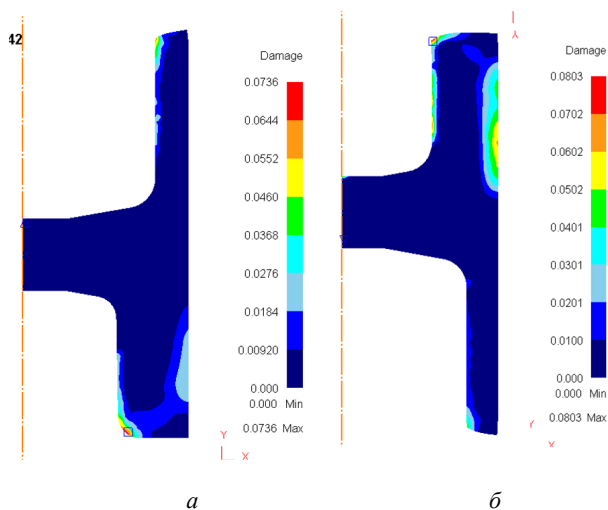 42
Damage
0.0736
0.0644
0.0552
0.0460
0.0368
0.0276
0.0184
0.00920
0.000
0.000 Min
0.0736 Max
Y
X
а
Damage
0.0803
0.0702
0.0602
0.0502
0.0401
0.0301
0.0201
0.0100
0.000
0.000 Min
0.0803 Max
Y
X
б